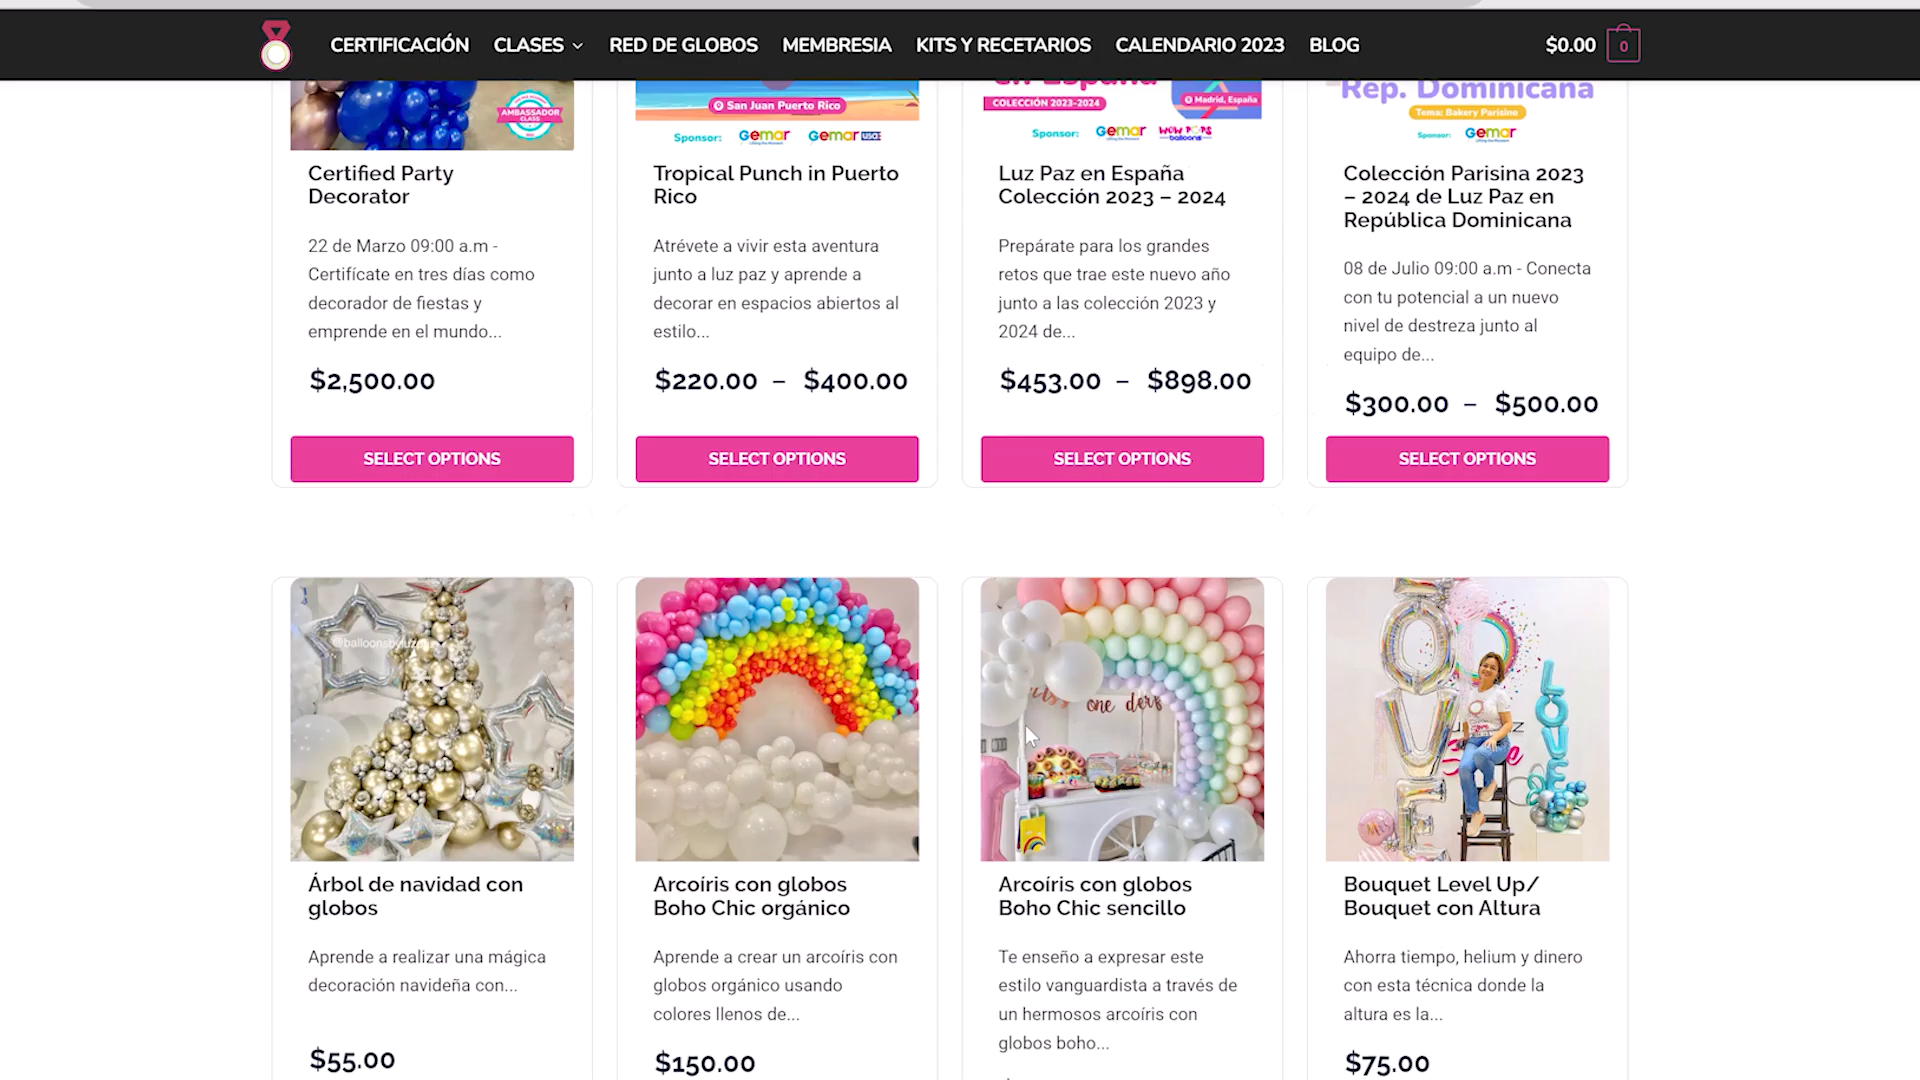 CERTIFICACIÓN CLASES RED DE GLOBOS MEMBRESIA KITS Y RECETARIOS CALENDARIO 2023 BLOG $0.00 0
AMBASSADOR
CLASS
San Juan Puerto Rico
Sponsor: Gemar Gemar USA
en España
COLECCIÓN 2023-2024
Madrid, España
Sponsor: Gemar WOW POPS balloons
Rep. Dominicana
Tema: Bakery Parisino
Sponsor: Gemar
Certified Party
Decorator
22 de Marzo 09:00 a.m -
Certifícate en tres días como
decorador de fiestas y
emprende en el mundo...
$2,500.00
SELECT OPTIONS
Tropical Punch in Puerto
Rico
Atrévete a vivir esta aventura
junto a luz paz y aprende a
decorar en espacios abiertos al
estilo...
$220.00 – $400.00
SELECT OPTIONS
Luz Paz en España
Colección 2023 – 2024
Prepárate para los grandes
retos que trae este nuevo año
junto a las colección 2023 y
2024 de...
$453.00 – $898.00
SELECT OPTIONS
Colección Parisina 2023
– 2024 de Luz Paz en
República Dominicana
08 de Julio 09:00 a.m - Conecta
con tu potencial a un nuevo
nivel de destreza junto al
equipo de...
$300.00 – $500.00
SELECT OPTIONS
Árbol de navidad con
globos
Aprende a realizar una mágica
decoración navideña con...
$55.00
Arcoíris con globos
Boho Chic orgánico
Aprende a crear un arcoíris con
globos orgánico usando
colores llenos de...
$150.00
one ders
Arcoíris con globos
Boho Chic sencillo
Te enseño a expresar este
estilo vanguardista a través de
un hermosos arcoíris con
globos boho...
OVE
LOVE
Bouquet Level Up/
Bouquet con Altura
Ahorra tiempo, helium y dinero
con esta técnica donde la
altura es la...
$75.00